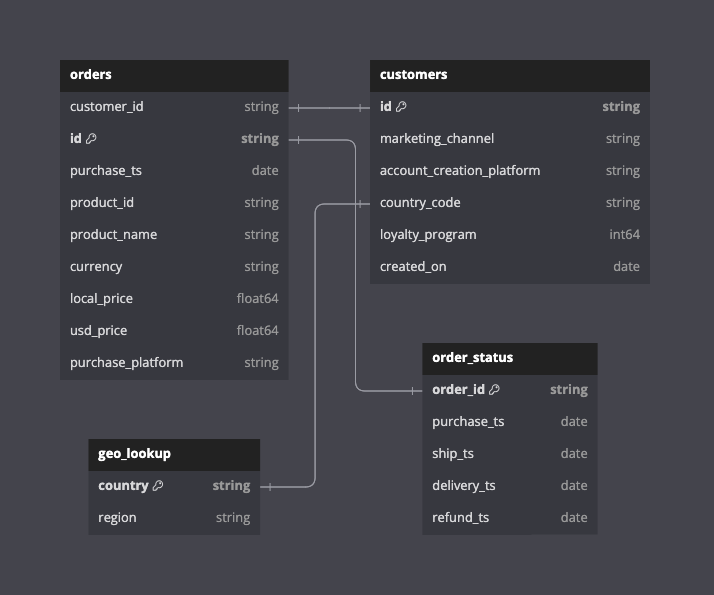 orders
customer_id string
id string
purchase_ts date
product_id string
product_name string
currency string
local_price float64
usd_price float64
purchase_platform string
customers
id string
marketing_channel string
account_creation_platform string
country_code string
loyalty_program int64
created_on date
geo_lookup
country string
region string
order_status
order_id string
purchase_ts date
ship_ts date
delivery_ts date
refund_ts date